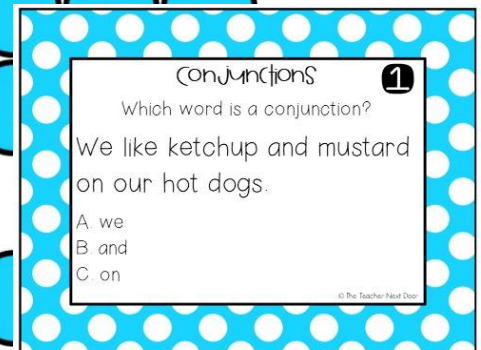 Conjunctions
1
Which word is a conjunction?
We like ketchup and mustard
on our hot dogs.
A. we
B. and
C. on
© The Teacher Next Door